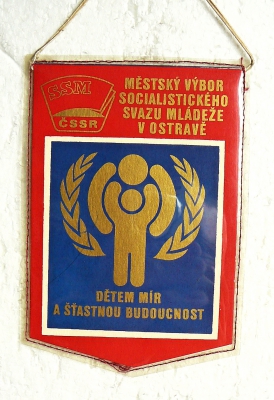 SSM
ČSSR
MĚSTSKÝ VÝBOR
SOCIALISTICKÉHO
SVAZU MLÁDEŽE
V OSTRAVĚ
DĚTEM MÍR
A ŠŤASTNOU BUDOUCNOST